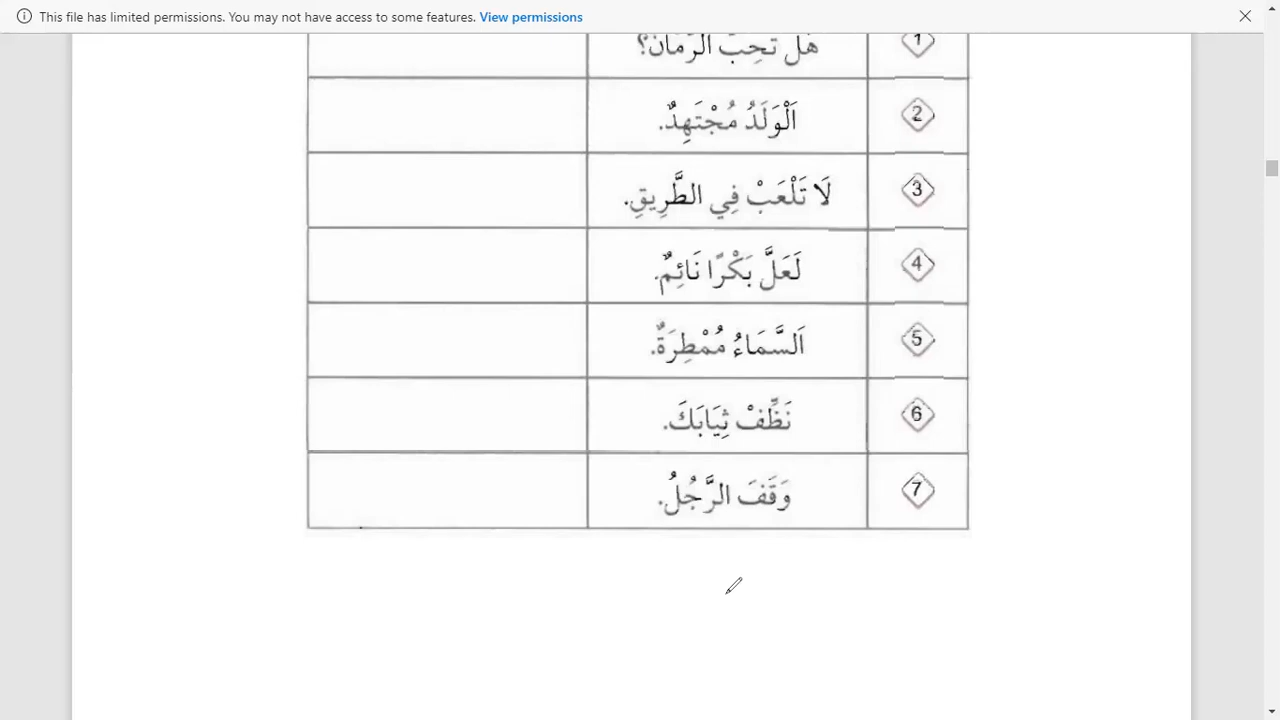 This file has limited permissions. You may not have access to some features. View permissions
1 هَلْ تُحِبُّ الرُّمَّانَ؟
2 اَلْوَلَدُ مُجْتَهِدٌ.
3 لَا تَلْعَبْ فِي الطَّرِيقِ.
4 لَعَلَّ بَكْرًا نَائِمٌ.
5 اَلسَّمَاءُ مُمْطِرَةٌ.
6 نَظِّفْ ثِيَابَكَ.
7 وَقَفَ الرَّجُلُ.